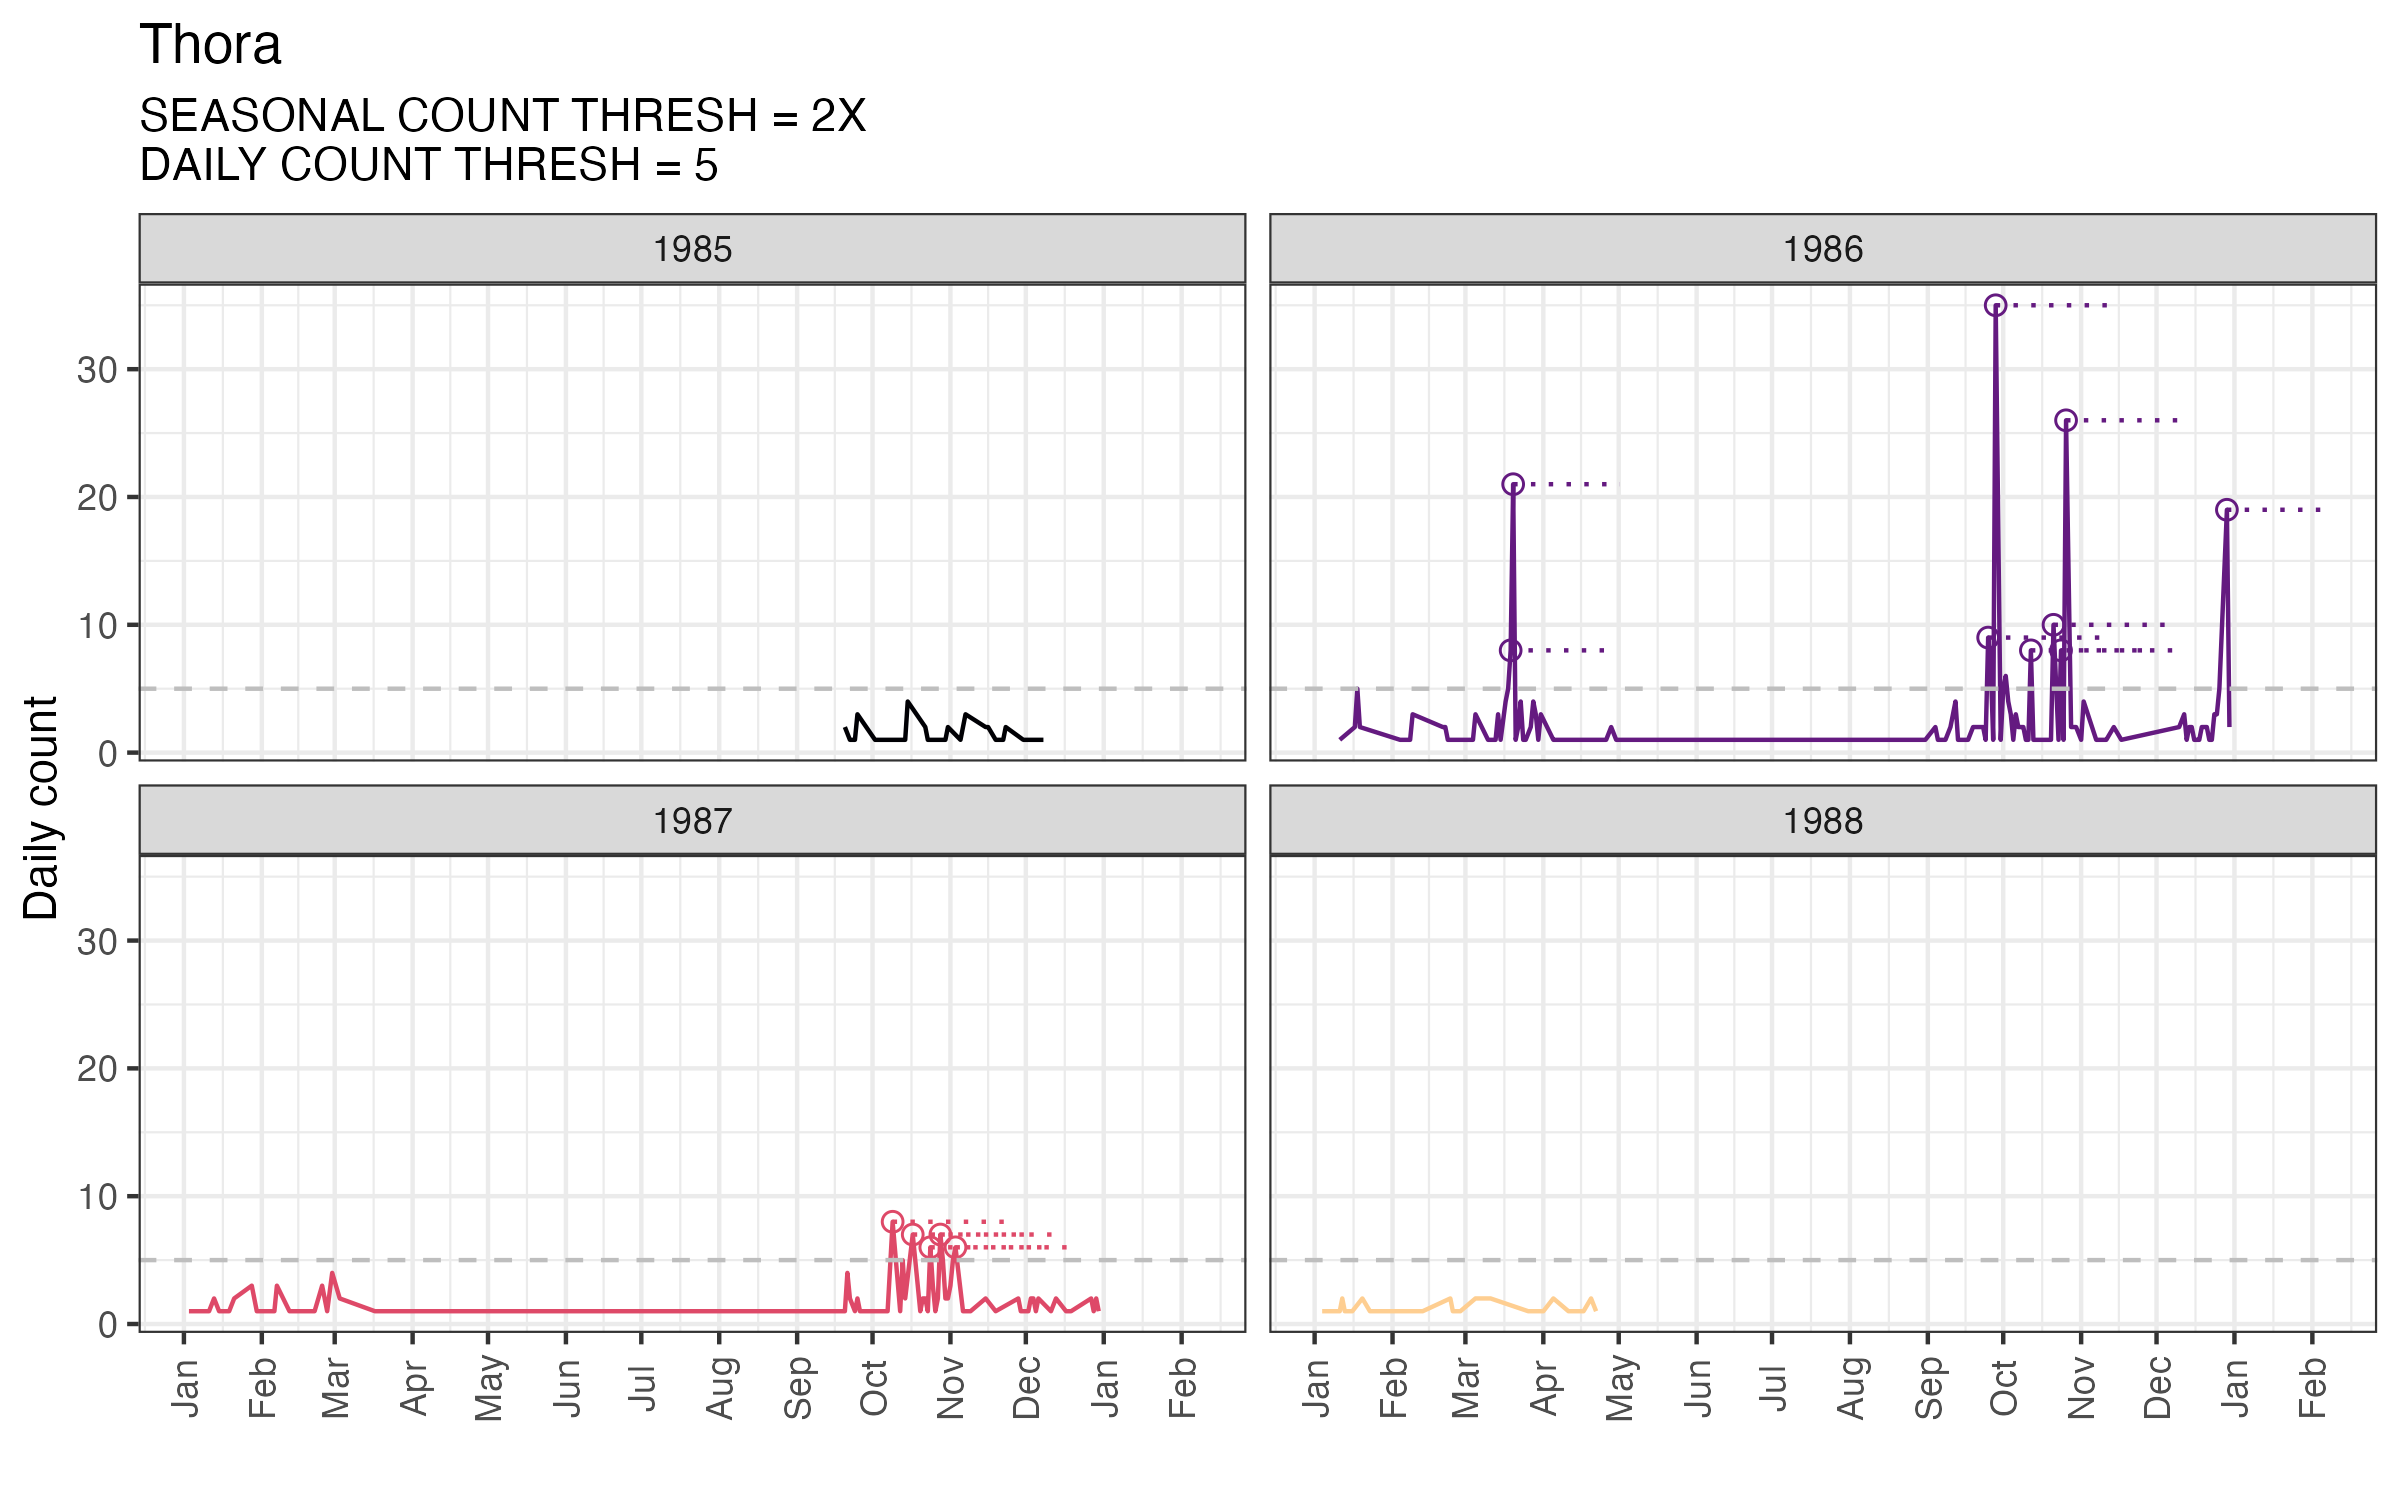 Thora
SEASONAL COUNT THRESH = 2X
DAILY COUNT THRESH = 5
1985
1986
30
20
10
0
1987
1988
30
20
10
0
Daily count
Jan Feb Mar Apr May Jun Jul Aug Sep Oct Nov Dec Jan Feb
Jan Feb Mar Apr May Jun Jul Aug Sep Oct Nov Dec Jan Feb